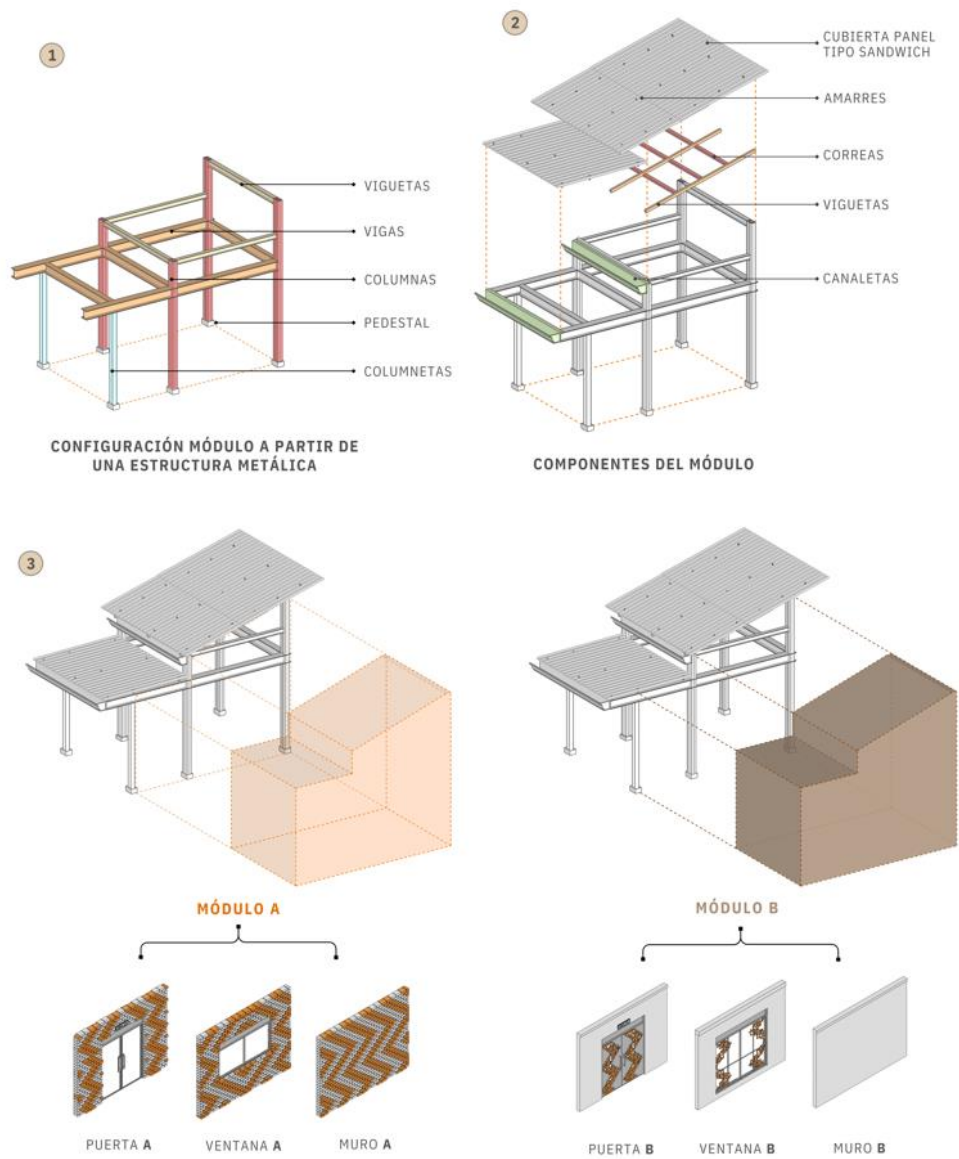 1
VIGUETAS
VIGAS
COLUMNAS
PEDESTAL
COLUMNETAS
CONFIGURACIÓN MÓDULO A PARTIR DE
UNA ESTRUCTURA METÁLICA
2
CUBIERTA PANEL
TIPO SANDWICH
AMARRES
CORREAS
VIGUETAS
CANALETAS
COMPONENTES DEL MÓDULO
3
MÓDULO A
PUERTA A
VENTANA A
MURO A
MÓDULO B
PUERTA B
VENTANA B
MURO B